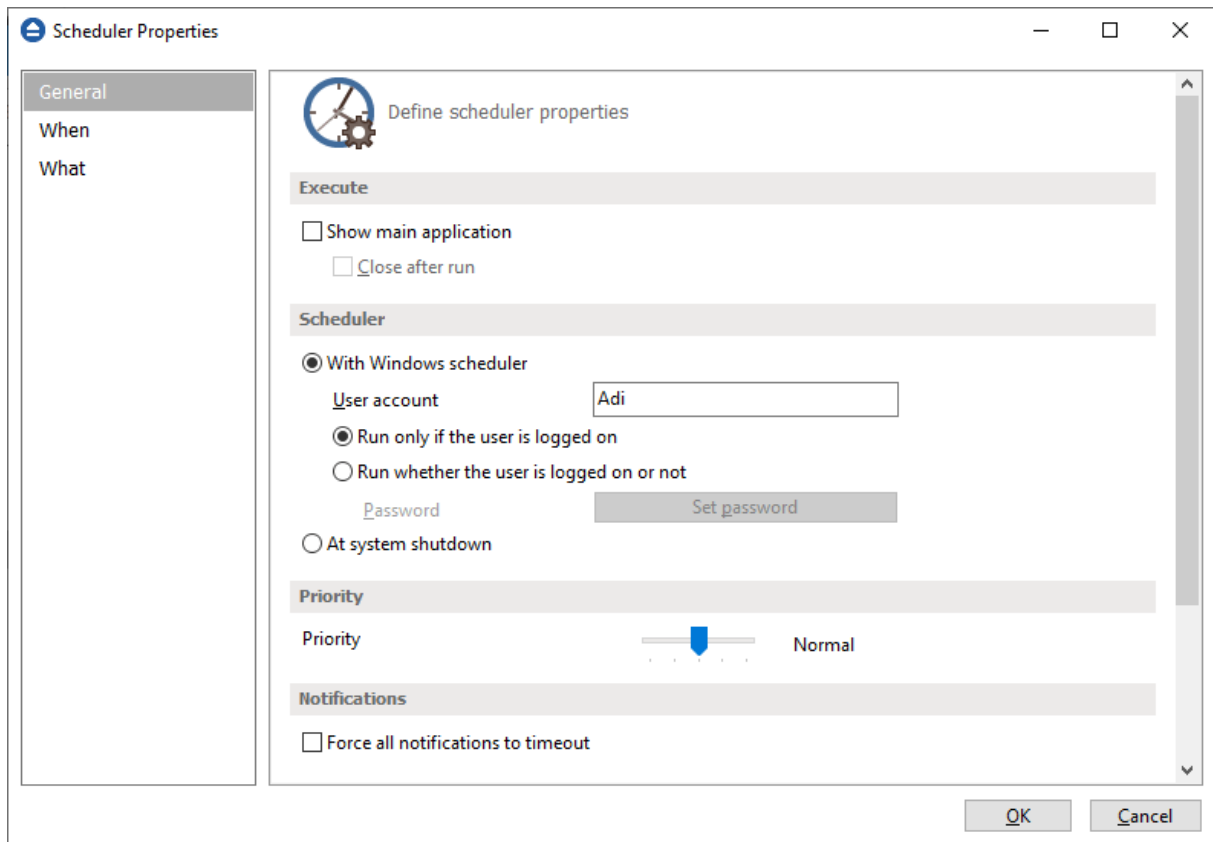 Scheduler Properties
General
When
What
Define scheduler properties
Execute
Show main application
Close after run
Scheduler
With Windows scheduler
User account Adi
Run only if the user is logged on
Run whether the user is logged on or not
Password Set password
At system shutdown
Priority
Priority Normal
Notifications
Force all notifications to timeout
OK Cancel